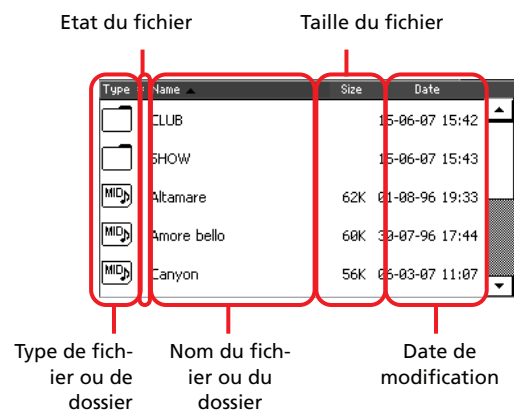 Etat du fichier Taille du fichier
Type Name Size Date
CLUB 15-06-07 15:42
SHOW 15-06-07 15:43
MID Altamare 62K 01-08-96 19:33
MID Amore bello 60K 30-07-96 17:44
MID Canyon 56K 06-03-07 11:07
Type de fich-
ier ou de
dossier
Nom du fich-
ier ou du
dossier
Date de
modification